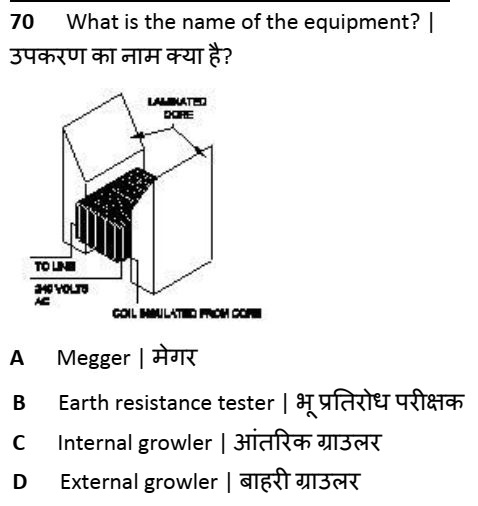 70 What is the name of the equipment? |
उपकरण का नाम क्या है?
LAMINATED
CORE
TO LINE
240 VOLTS
AC
COIL INSULATED FROM CORE
A Megger | मेगर
B Earth resistance tester | भू प्रतिरोध परीक्षक
C Internal growler | आंतरिक ग्राउलर
D External growler | बाहरी ग्राउलर